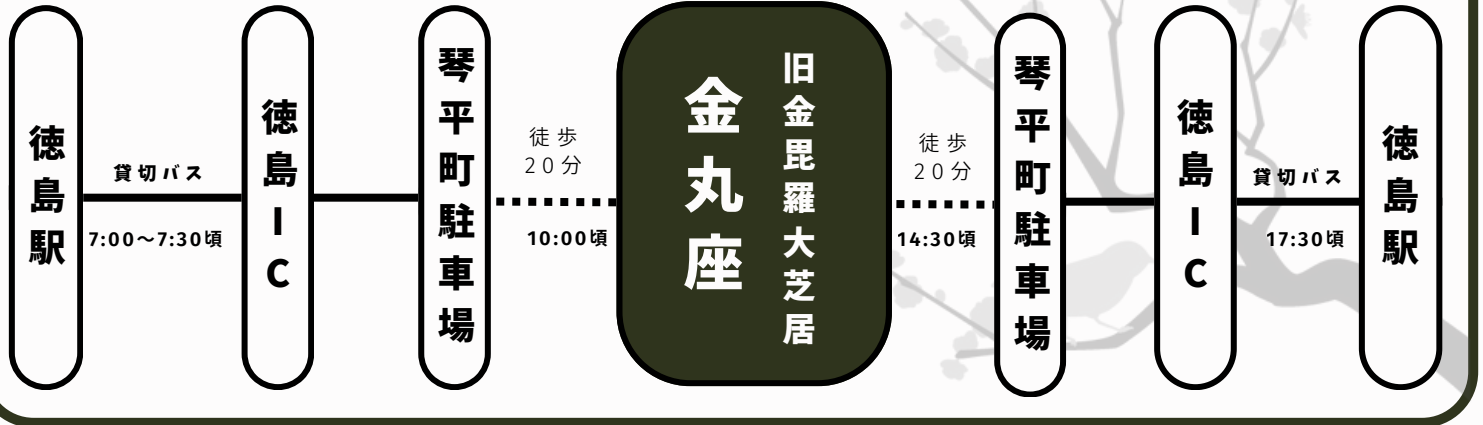 徳島駅
貸切バス
7:00～7:30頃
徳島IC
琴平町駐車場
徒歩
20分
10:00頃
旧金毘羅大芝居
金丸座
徒歩
20分
14:30頃
琴平町駐車場
徳島IC
貸切バス
17:30頃
徳島駅